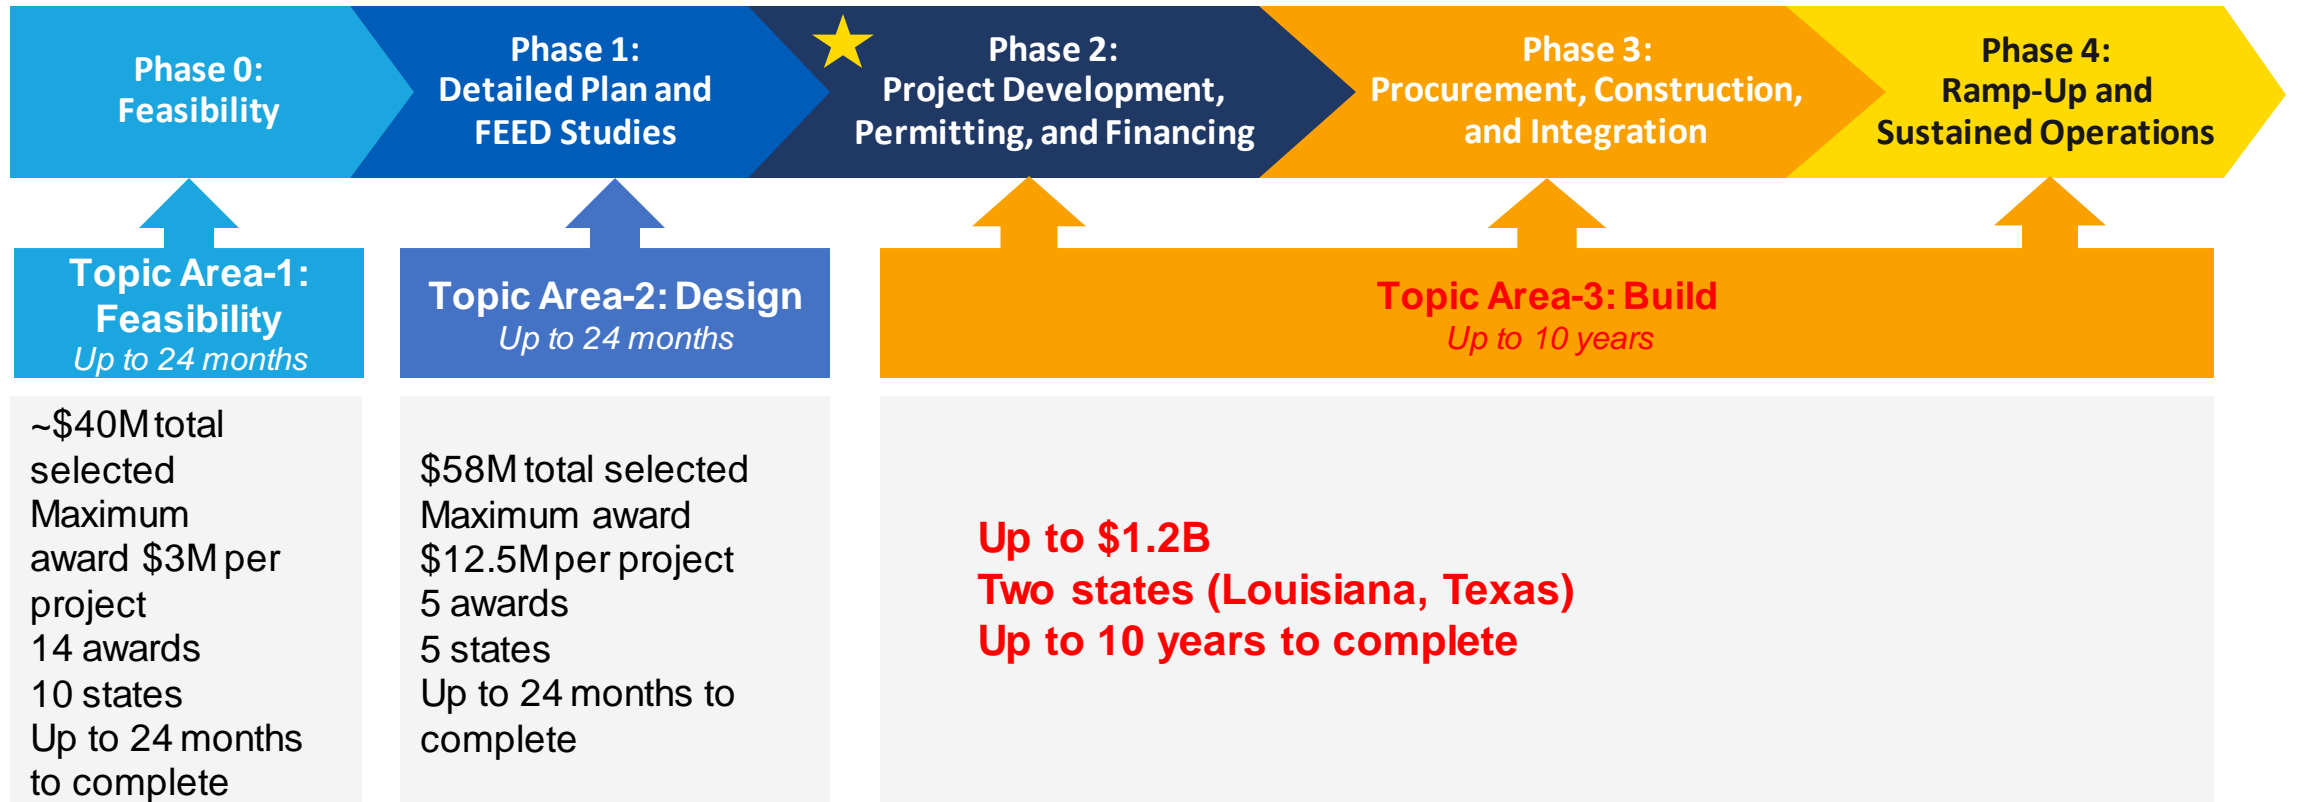 Phase 0:
Feasibility
Phase 1:
Detailed Plan and
FEED Studies
Phase 2:
Project Development,
Permitting, and Financing
Phase 3:
Procurement, Construction,
and Integration
Phase 4:
Ramp-Up and
Sustained Operations
Topic Area-1:
Feasibility
Up to 24 months
Topic Area-2: Design
Up to 24 months
Topic Area-3: Build
Up to 10 years
~$40M total
selected
Maximum
award $3M per
project
14 awards
10 states
Up to 24 months
to complete
$58M total selected
Maximum award
$12.5M per project
5 awards
5 states
Up to 24 months to
complete
Up to $1.2B
Two states (Louisiana, Texas)
Up to 10 years to complete